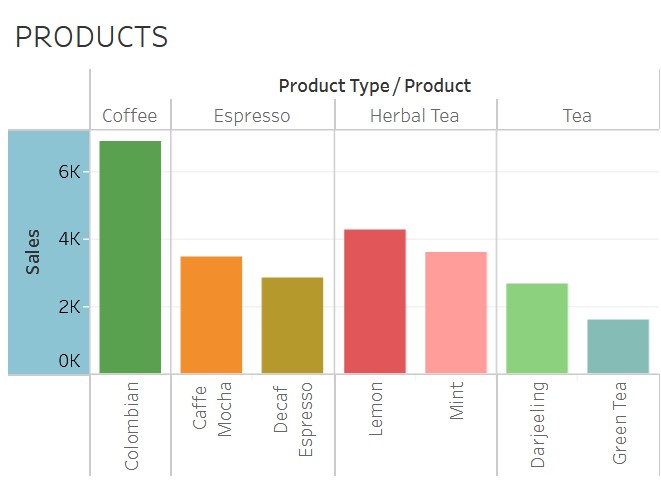 PRODUCTS
Product Type / Product
Coffee
Espresso
Herbal Tea
Tea
Sales
6K
4K
2K
0K
Colombian
Caffe
Mocha
Decaf
Espresso
Lemon
Mint
Darjeeling
Green Tea